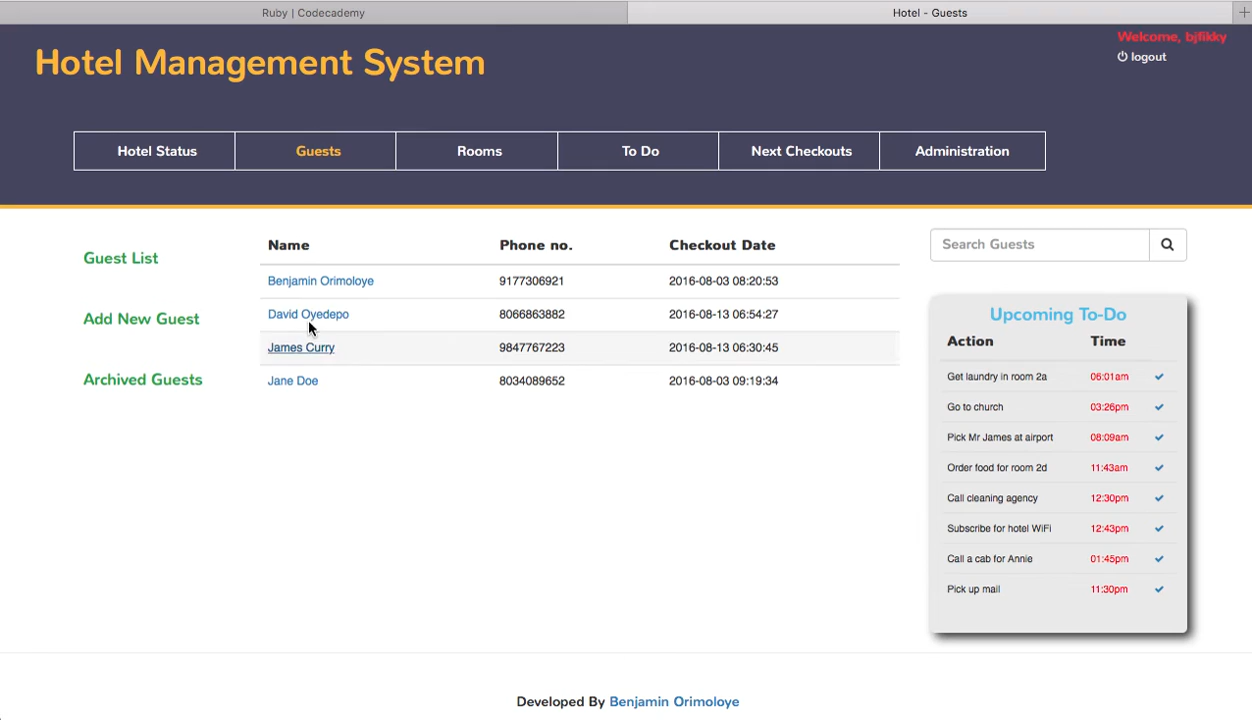 Ruby | Codecademy
Hotel - Guests
Welcome, bjfikky
logout
Hotel Management System
Hotel Status
Guests
Rooms
To Do
Next Checkouts
Administration
Guest List
Add New Guest
Archived Guests
Name Phone no. Checkout Date
Benjamin Orimoloye 9177306921 2016-08-03 08:20:53
David Oyedepo 8066863882 2016-08-13 06:54:27
James Curry 9847767223 2016-08-13 06:30:45
Jane Doe 8034089652 2016-08-03 09:19:34
Search Guests
Upcoming To-Do
Action Time
Get laundry in room 2a 06:01am
Go to church 03:26pm
Pick Mr James at airport 08:09am
Order food for room 2d 11:43am
Call cleaning agency 12:30pm
Subscribe for hotel WiFi 12:43pm
Call a cab for Annie 01:45pm
Pick up mail 11:30pm
Developed By Benjamin Orimoloye